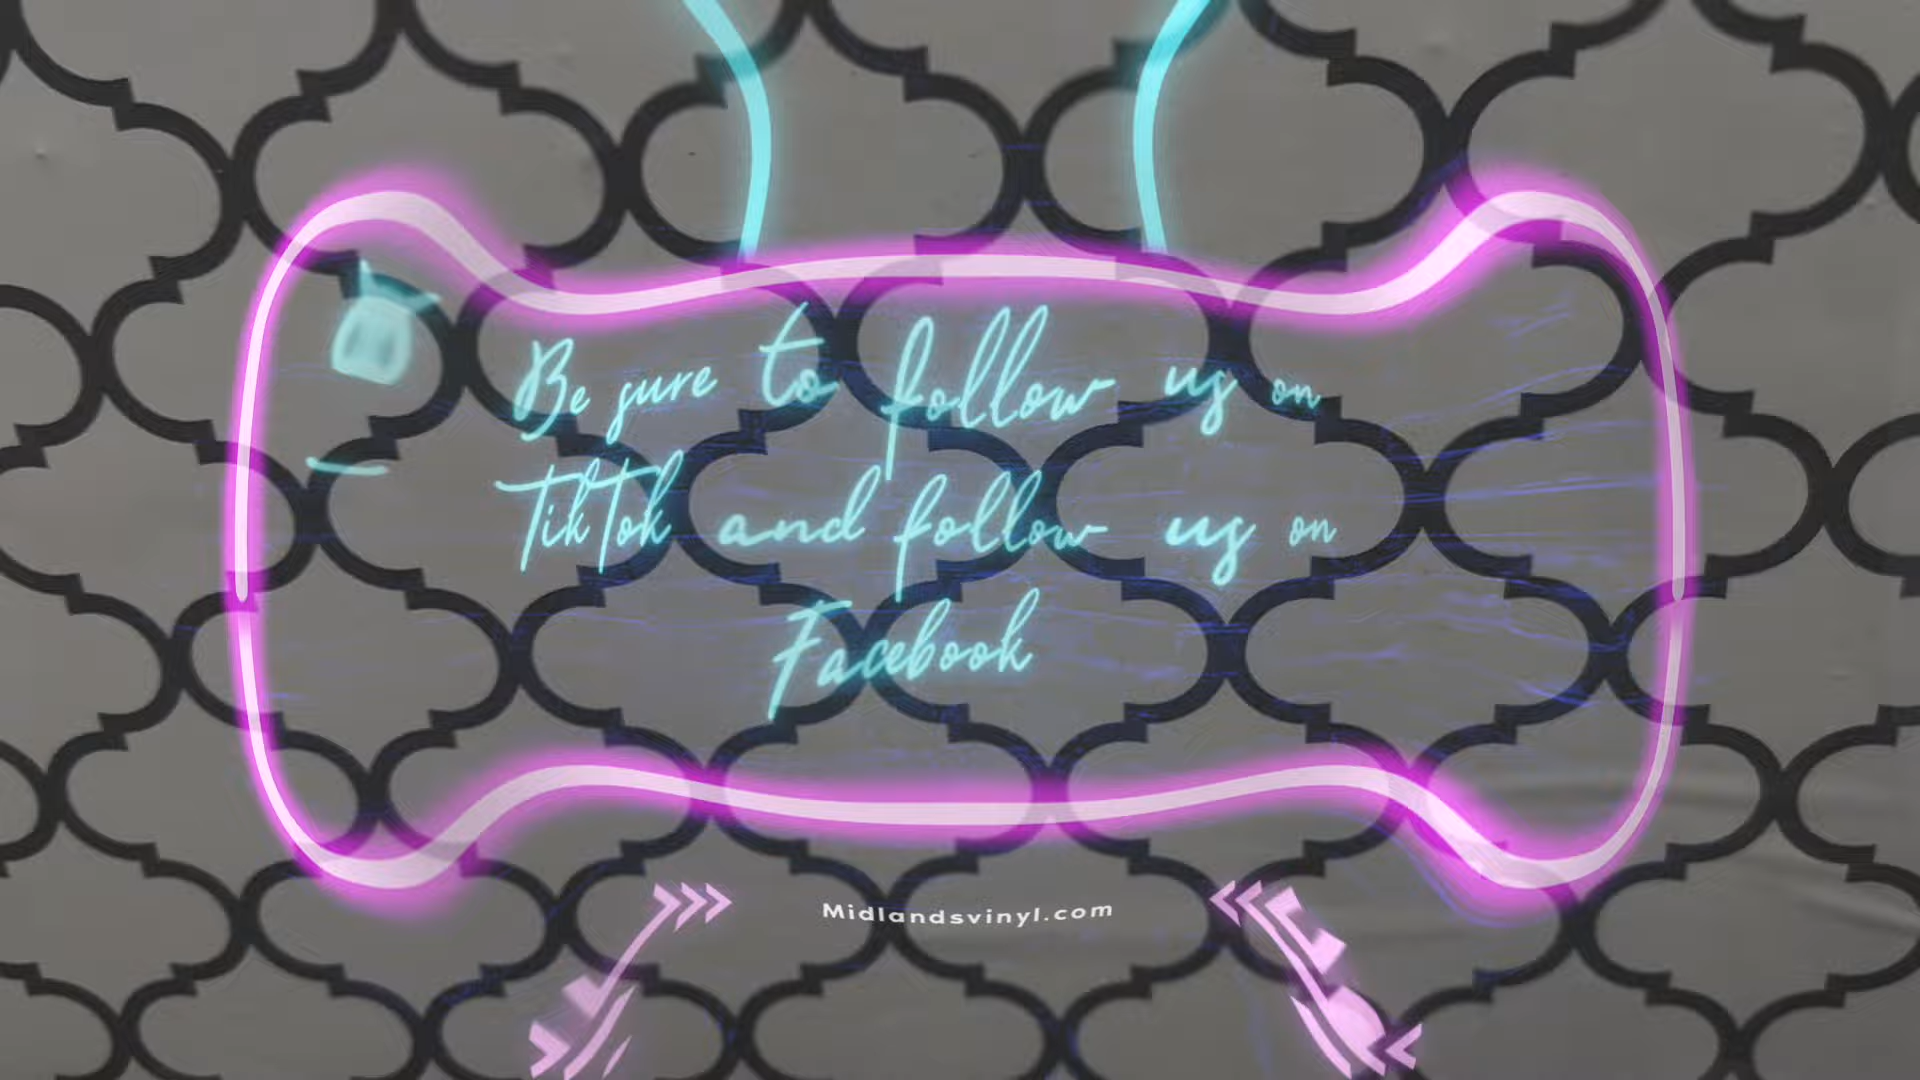 Be sure to follow us on
TikTok and follow us on
Facebook
Midlandsvinyl.com